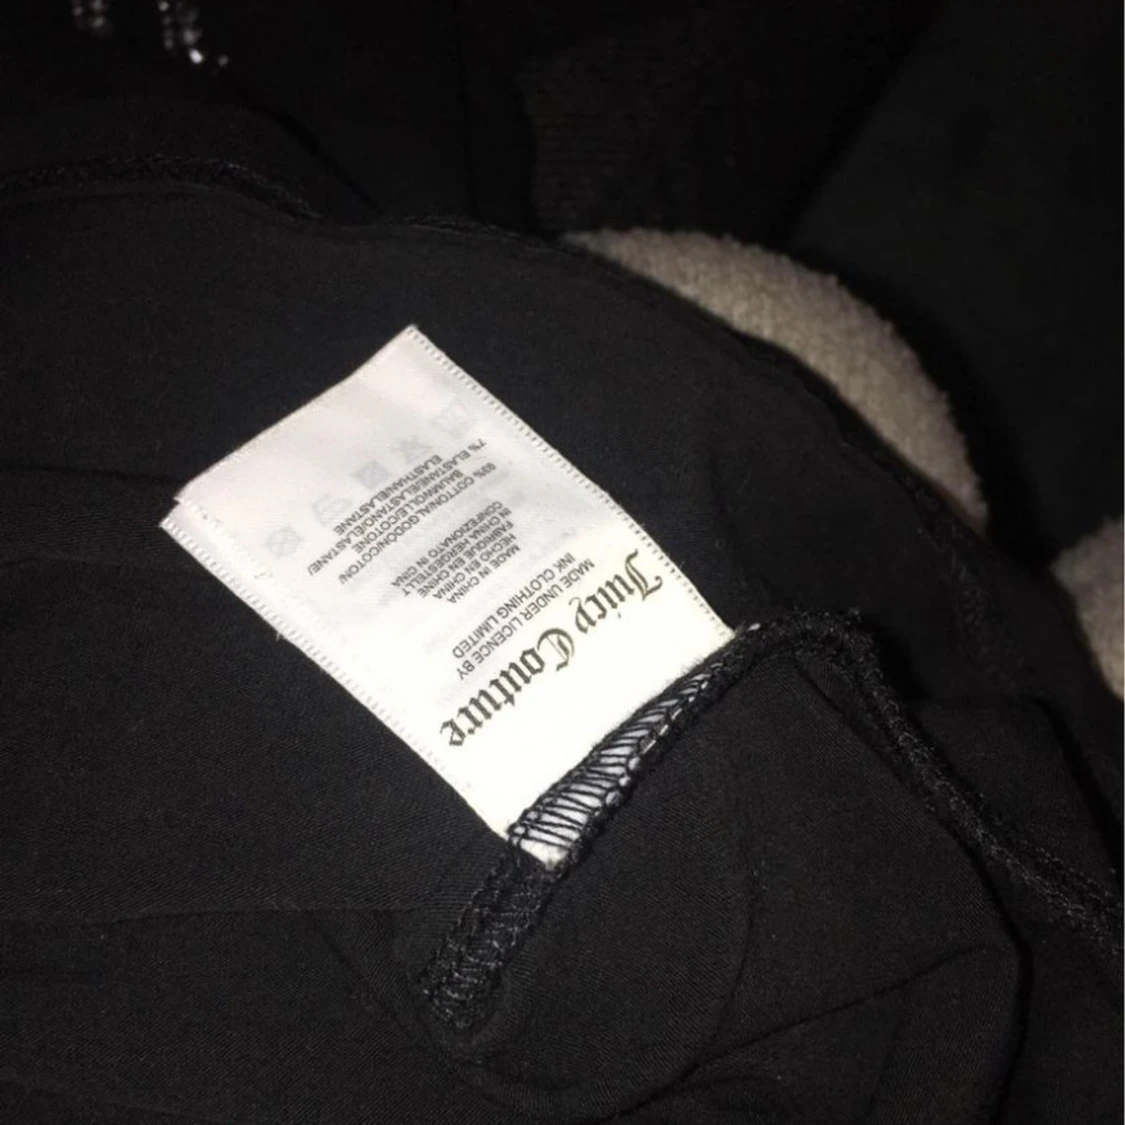 Juicy Couture
MADE UNDER LICENCE BY
INK CLOTHING LIMITED
MADE IN CHINA
HECHO EN CHINA
FABRIQUE EN CHINE
IN CHINA HERGESTELLT
CONFEZIONATO IN CINA
93% COTTON/ALGODON/COTON/
BAUMWOLLE/COTONE
7% ELASTANE/ELASTANO/ELASTANE/
ELASTHAN/ELASTANE